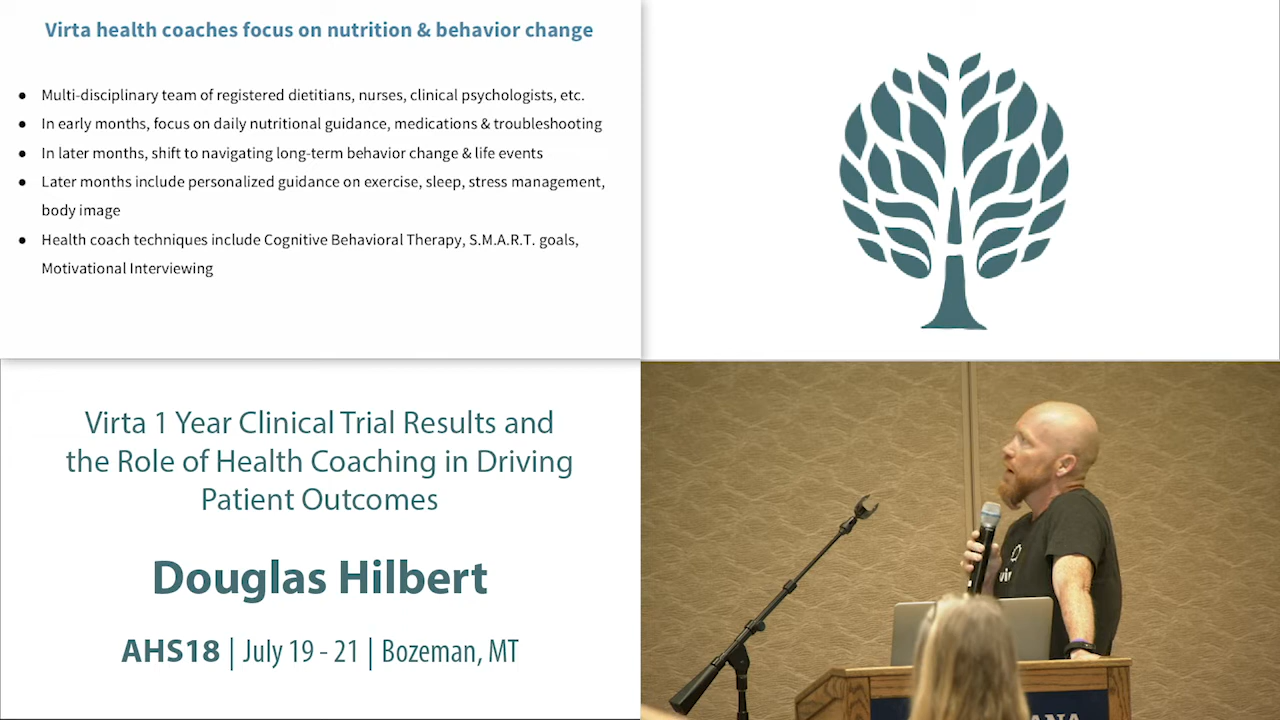 Virta health coaches focus on nutrition & behavior change
● Multi-disciplinary team of registered dietitians, nurses, clinical psychologists, etc.
● In early months, focus on daily nutritional guidance, medications & troubleshooting
● In later months, shift to navigating long-term behavior change & life events
● Later months include personalized guidance on exercise, sleep, stress management,
body image
● Health coach techniques include Cognitive Behavioral Therapy, S.M.A.R.T. goals,
Motivational Interviewing
Virta 1 Year Clinical Trial Results and
the Role of Health Coaching in Driving
Patient Outcomes
Douglas Hilbert
AHS18 | July 19 - 21 | Bozeman, MT